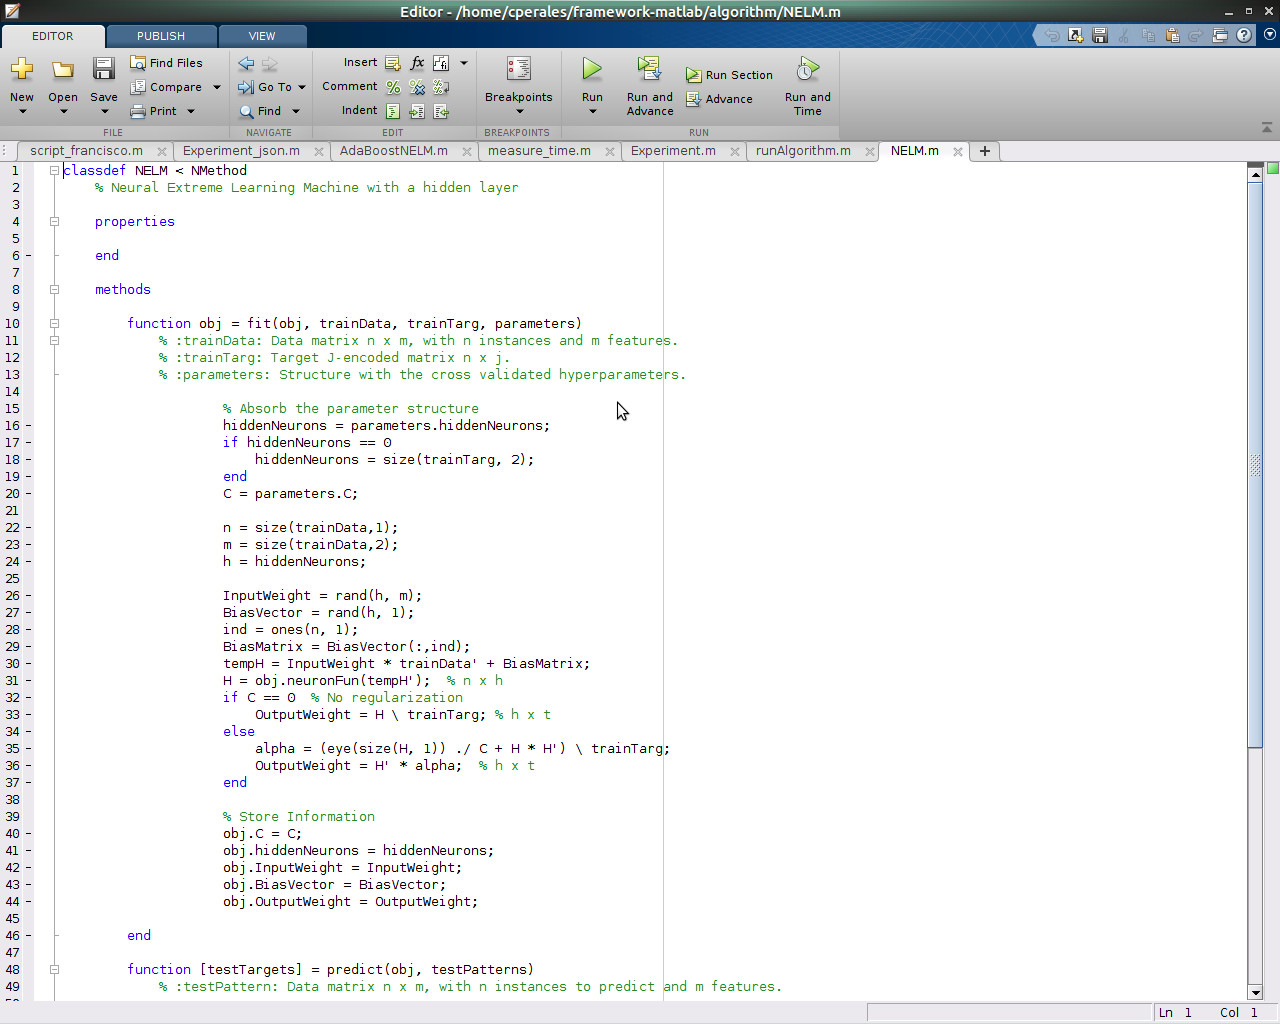 Editor - /home/cperales/framework-matlab/algorithm/NELM.m
EDITOR PUBLISH VIEW
New Open Save Find Files Compare Print
Go To Find
Insert fx Comment Indent
Breakpoints
Run Run and Advance Run Section Advance Run and Time
FILE NAVIGATE EDIT BREAKPOINTS RUN
script_francisco.m Experiment_json.m AdaBoostNELM.m measure_time.m Experiment.m runAlgorithm.m NELM.m +
1 classdef NELM < NMethod
2 % Neural Extreme Learning Machine with a hidden layer
3
4 properties
5
6 - end
7
8 methods
9
10 function obj = fit(obj, trainData, trainTarg, parameters)
11 % :trainData: Data matrix n x m, with n instances and m features.
12 % :trainTarg: Target J-encoded matrix n x j.
13 % :parameters: Structure with the cross validated hyperparameters.
14
15 % Absorb the parameter structure
16 - hiddenNeurons = parameters.hiddenNeurons;
17 - if hiddenNeurons == 0
18 - hiddenNeurons = size(trainTarg, 2);
19 - end
20 - C = parameters.C;
21
22 - n = size(trainData,1);
23 - m = size(trainData,2);
24 - h = hiddenNeurons;
25
26 - InputWeight = rand(h, m);
27 - BiasVector = rand(h, 1);
28 - ind = ones(n, 1);
29 - BiasMatrix = BiasVector(:,ind);
30 - tempH = InputWeight * trainData' + BiasMatrix;
31 - H = obj.neuronFun(tempH'); % n x h
32 - if C == 0 % No regularization
33 - OutputWeight = H \ trainTarg; % h x t
34 - else
35 - alpha = (eye(size(H, 1)) ./ C + H * H') \ trainTarg;
36 - OutputWeight = H' * alpha; % h x t
37 - end
38
39 % Store Information
40 - obj.C = C;
41 - obj.hiddenNeurons = hiddenNeurons;
42 - obj.InputWeight = InputWeight;
43 - obj.BiasVector = BiasVector;
44 - obj.OutputWeight = OutputWeight;
45
46 - end
47
48 function [testTargets] = predict(obj, testPatterns)
49 % :testPattern: Data matrix n x m, with n instances to predict and m features.
Ln 1 Col 1